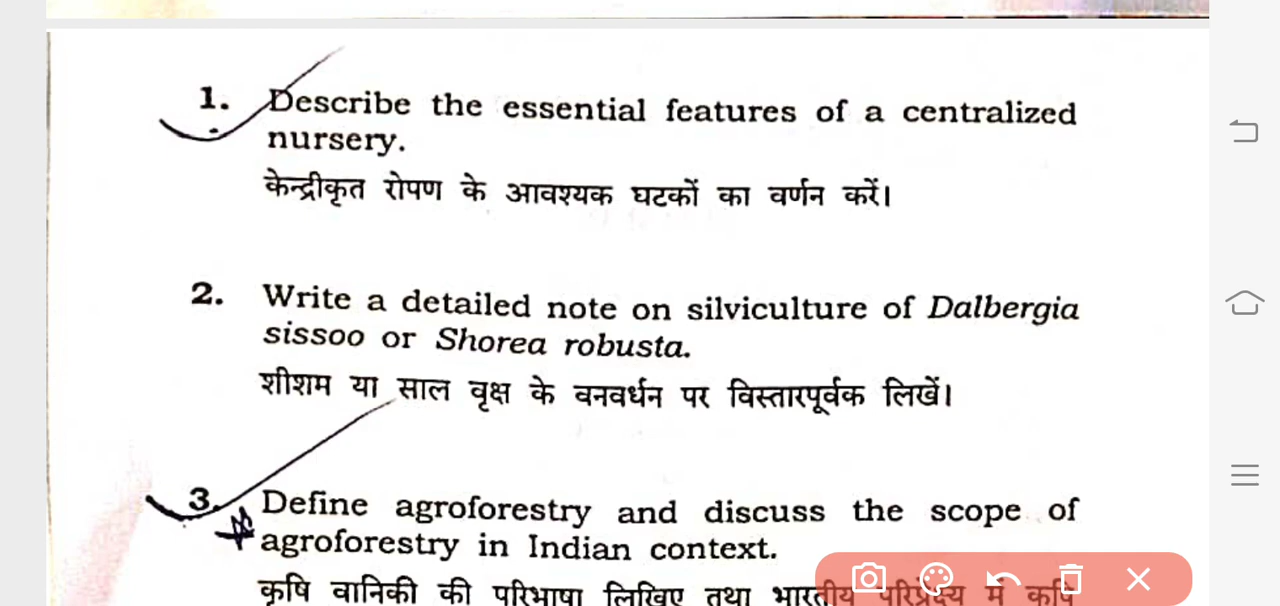 1. Describe the essential features of a centralized
nursery.
केन्द्रीकृत रोपण के आवश्यक घटकों का वर्णन करें।
2. Write a detailed note on silviculture of Dalbergia
sissoo or Shorea robusta.
शीशम या साल वृक्ष के वनवर्धन पर विस्तारपूर्वक लिखें।
3. Define agroforestry and discuss the scope of
agroforestry in Indian context.
कृषि वानिकी की परिभाषा लिखिए तथा भारतीय परिप्रेक्ष्य में कृषि